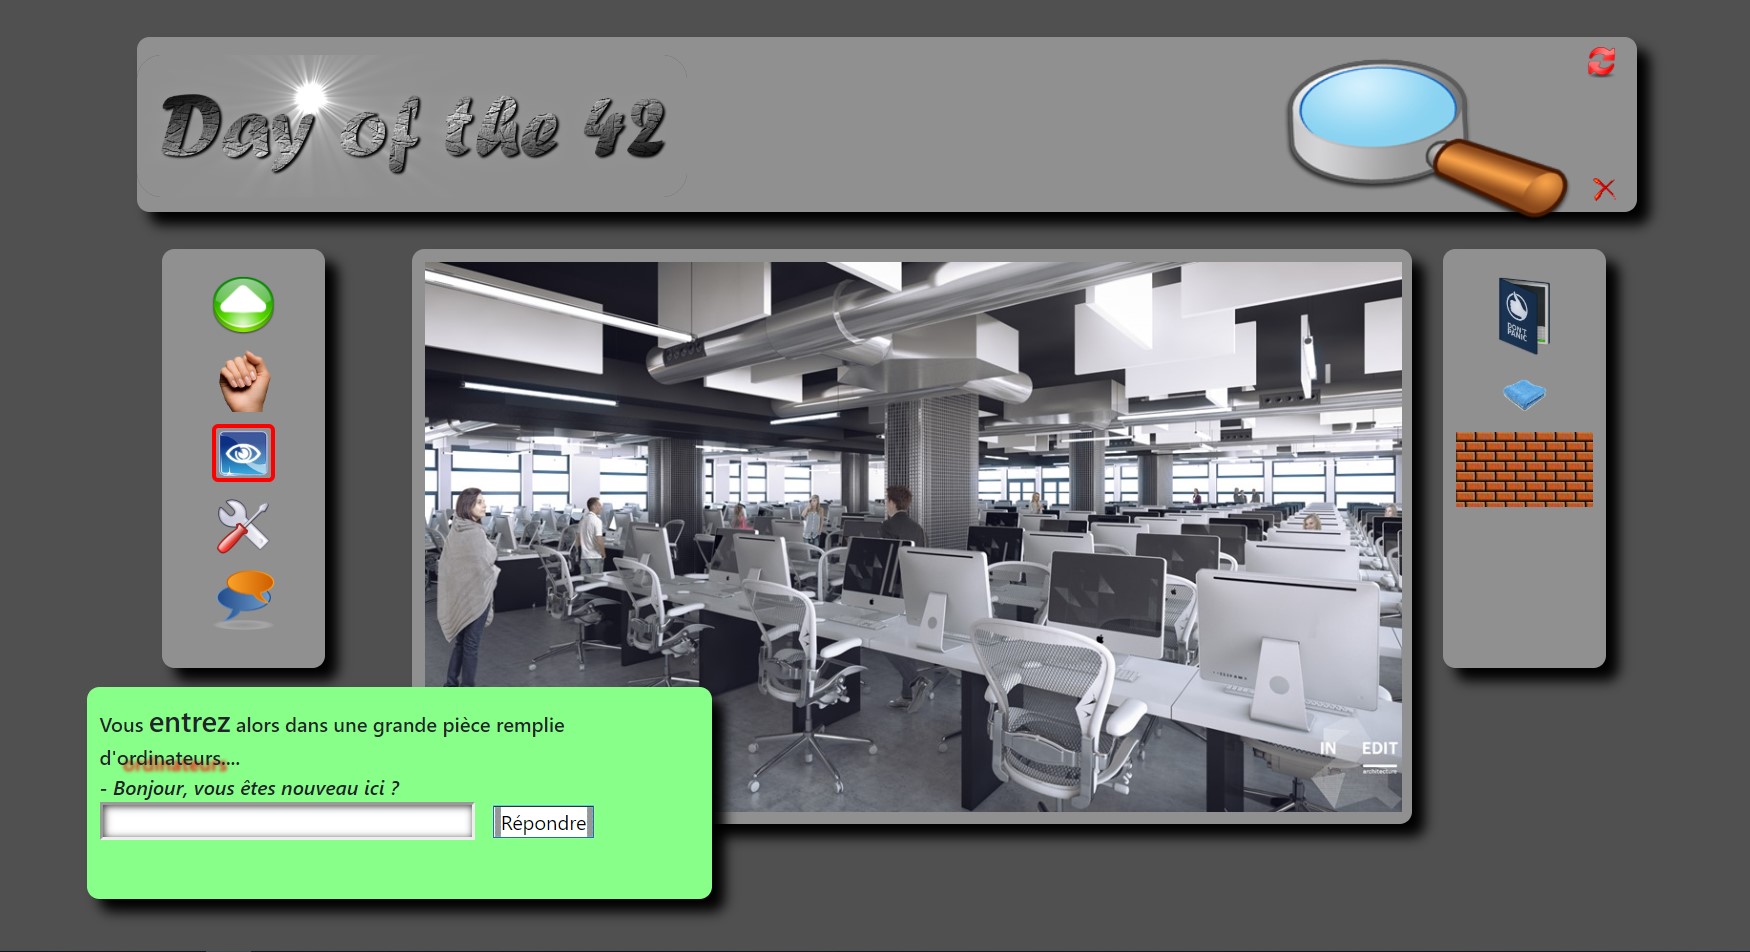 Day of the 42
DON'T
PANIC
IN EDIT
architecture
Vous entrez alors dans une grande pièce remplie
d'ordinateurs....
- Bonjour, vous êtes nouveau ici ?
Répondre